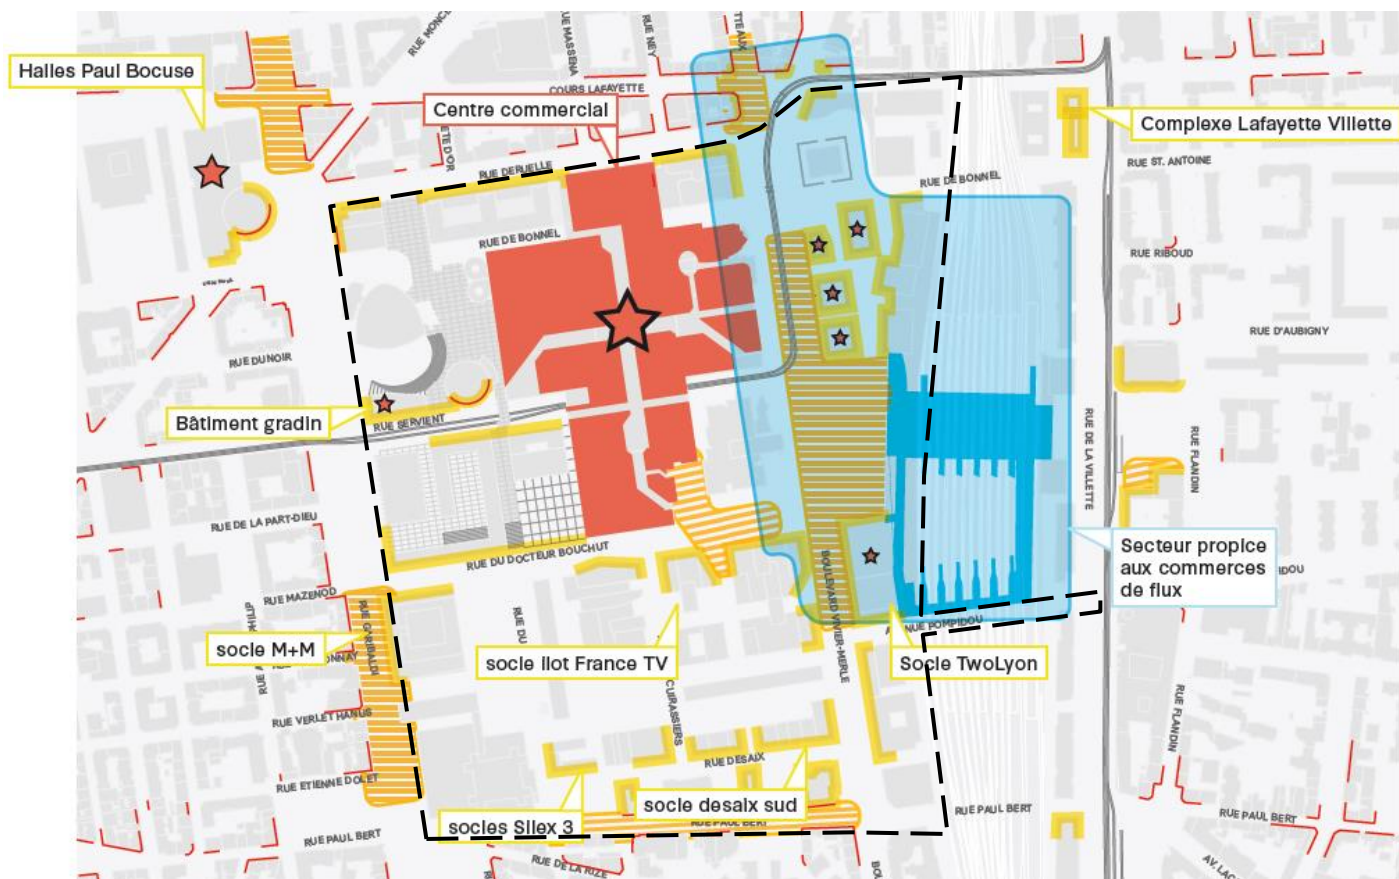 RUE MASSENA
RUE NEY
Halles Paul Bocuse
COURS LAFAYETTE
Centre commercial
Complexe Lafayette Villette
RUE ST. ANTOINE
RUE DERUELLE
RUE DE BONNEL
RUE DE BONNEL
RUE RIBOUD
RUE D'AUBIGNY
RUE DUNOIR
Bâtiment gradin
RUE SERVIENT
RUE DE LA VILLETTE
RUE FLANDIN
RUE DE LA PART-DIEU
RUE DU DOCTEUR BOUCHUT
Secteur propice
aux commerces
de flux
RUE MAZENOD
RUE GARIBALDI
BOULEVARD VIVIER-MERLE
RUE DU
socle M+M
socle îlot France TV
Socle TwoLyon
CUIRASSIERS
RUE VERLET HANUS
RUE FLANDIN
RUE DESAIX
RUE ETIENNE DOLET
socle desaix sud
socles Silex 3
RUE PAUL BERT
RUE PAUL BERT
RUE PAUL BERT
RUE PAUL BERT
RUE DE LA RIZE